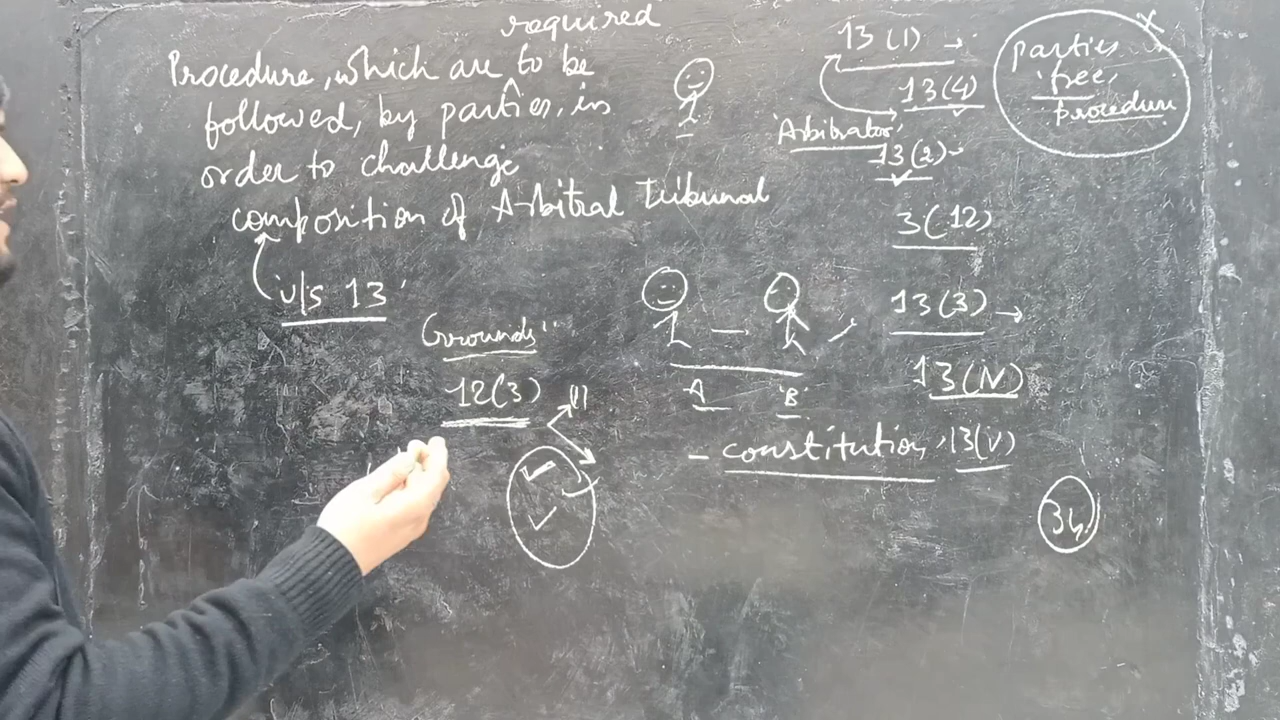 required
Procedure, which are to be
followed, by parties, in
order to challenge
composition of Arbitral Tribunal
u/s 13'
Grounds"
12(3)
A
'B'
- constitution, 13(V)
13(1) →
13(4)
'Arbitrator,'
13(2)
3(12)
13(3) →
13(IV)
parties
'free,
procedure
x
34